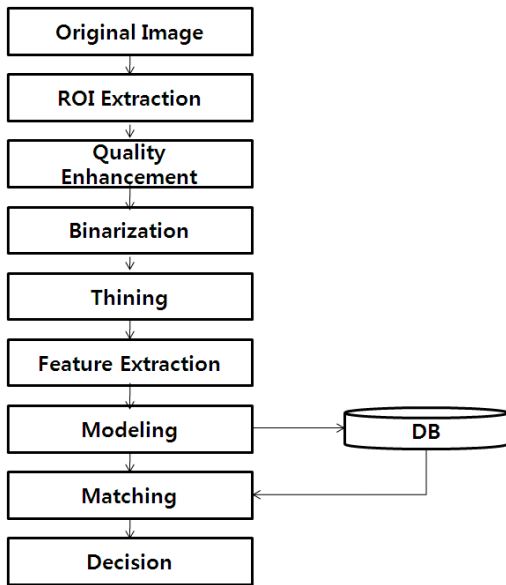 Original Image
ROI Extraction
Quality
Enhancement
Binarization
Thining
Feature Extraction
Modeling
DB
Matching
Decision